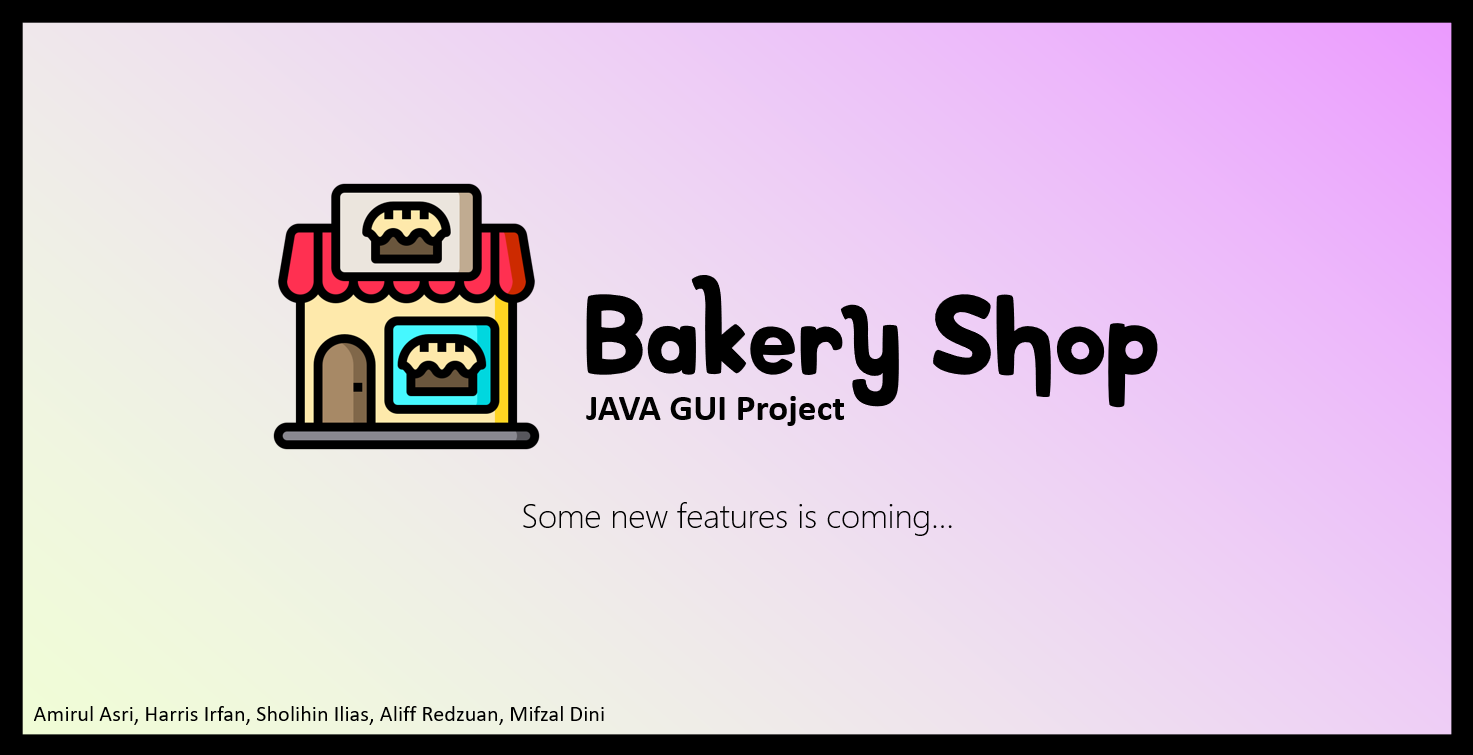 Bakery Shop
JAVA GUI Project
Some new features is coming...
Amirul Asri, Harris Irfan, Sholihin Ilias, Aliff Redzuan, Mifzal Dini